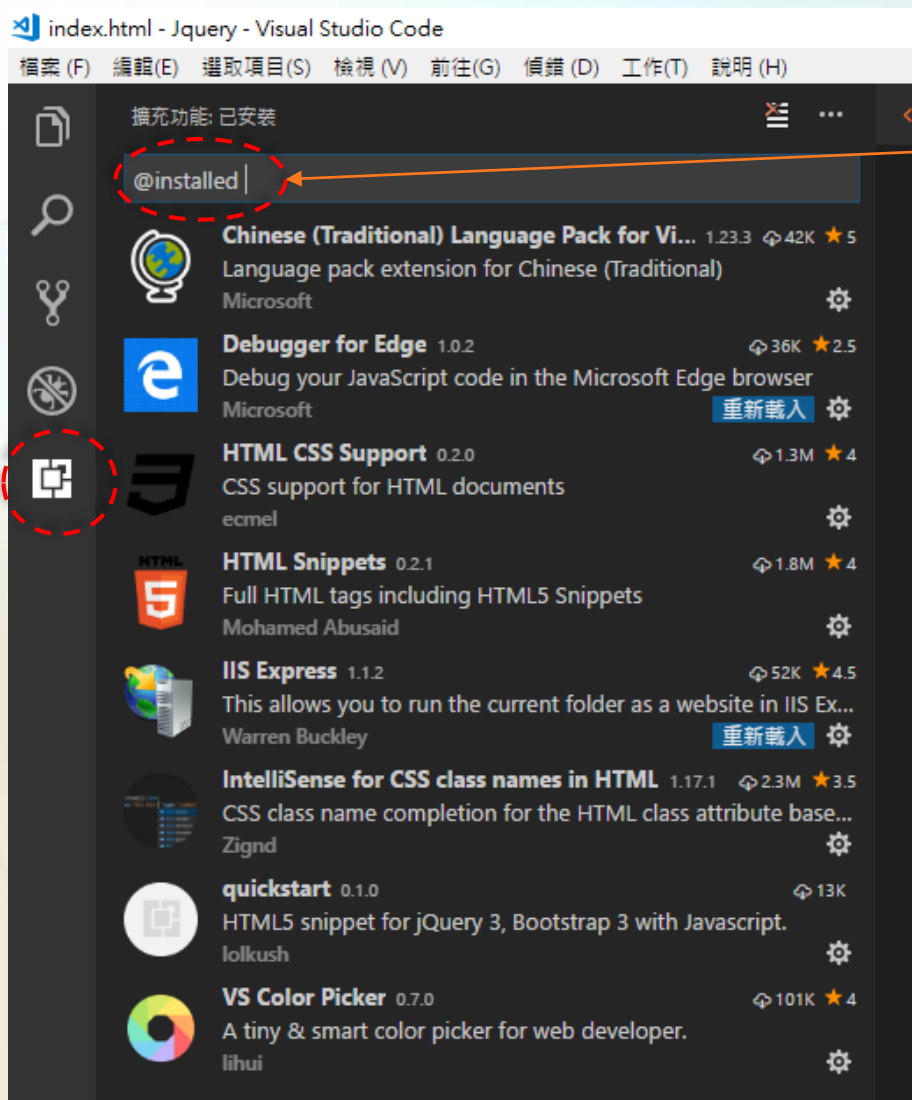 index.html - Jquery - Visual Studio Code
檔案 (F) 編輯(E) 選取項目(S) 檢視 (V) 前往(G) 偵錯 (D) 工作(T) 說明 (H)
擴充功能: 已安裝
@installed
Chinese (Traditional) Language Pack for Vi... 1.23.3 42K ★ 5
Language pack extension for Chinese (Traditional)
Microsoft
Debugger for Edge 1.0.2 36K ★ 2.5
Debug your JavaScript code in the Microsoft Edge browser
Microsoft 重新載入
HTML CSS Support 0.2.0 1.3M ★ 4
CSS support for HTML documents
ecmel
HTML
HTML Snippets 0.2.1 1.8M ★ 4
Full HTML tags including HTML5 Snippets
Mohamed Abusaid
IIS Express 1.1.2 52K ★ 4.5
This allows you to run the current folder as a website in IIS Ex...
Warren Buckley 重新載入
IntelliSense for CSS class names in HTML 1.17.1 2.3M ★ 3.5
CSS class name completion for the HTML class attribute base...
Zignd
quickstart 0.1.0 13K
HTML5 snippet for jQuery 3, Bootstrap 3 with Javascript.
lolkush
VS Color Picker 0.7.0 101K ★ 4
A tiny & smart color picker for web developer.
lihui